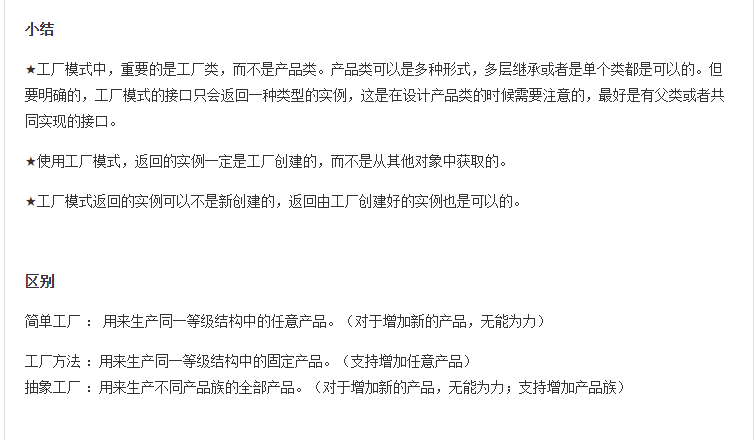 小结
★工厂模式中，重要的是工厂类，而不是产品类。产品类可以是多种形式，多层继承或者是单个类都是可以的。但
要明确的，工厂模式的接口只会返回一种类型的实例，这是在设计产品类的时候需要注意的，最好是有父类或者共
同实现的接口。
★使用工厂模式，返回的实例一定是工厂创建的，而不是从其他对象中获取的。
★工厂模式返回的实例可以不是新创建的，返回由工厂创建好的实例也是可以的。
区别
简单工厂 ： 用来生产同一等级结构中的任意产品。（对于增加新的产品，无能为力）
工厂方法 ：用来生产同一等级结构中的固定产品。（支持增加任意产品）
抽象工厂 ：用来生产不同产品族的全部产品。（对于增加新的产品，无能为力；支持增加产品族）